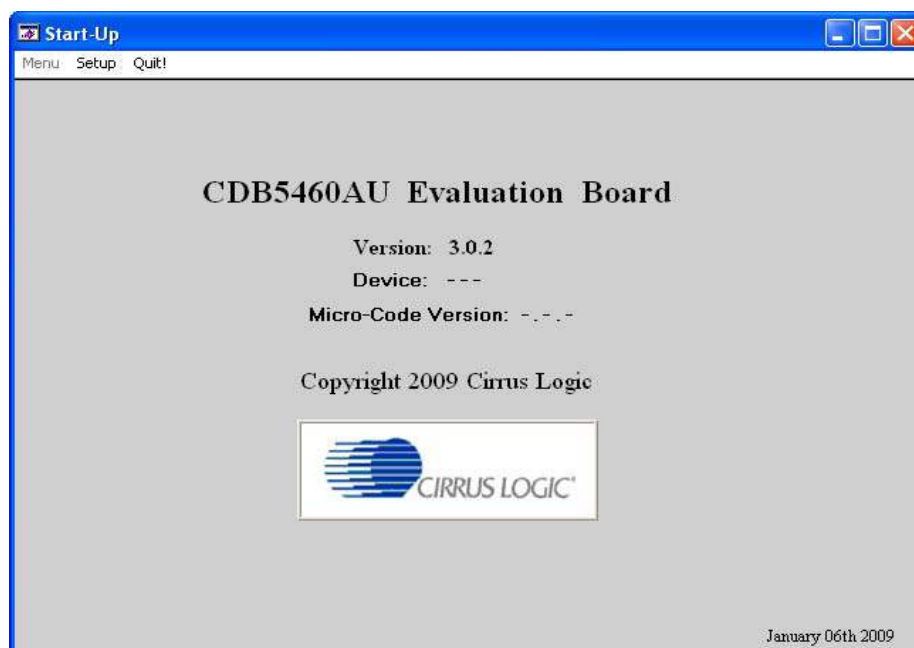 Start-Up
Menu Setup Quit!
CDB5460AU Evaluation Board
Version: 3.0.2
Device: ---
Micro-Code Version: -.-.-
Copyright 2009 Cirrus Logic
CIRRUS LOGIC®
January 06th 2009